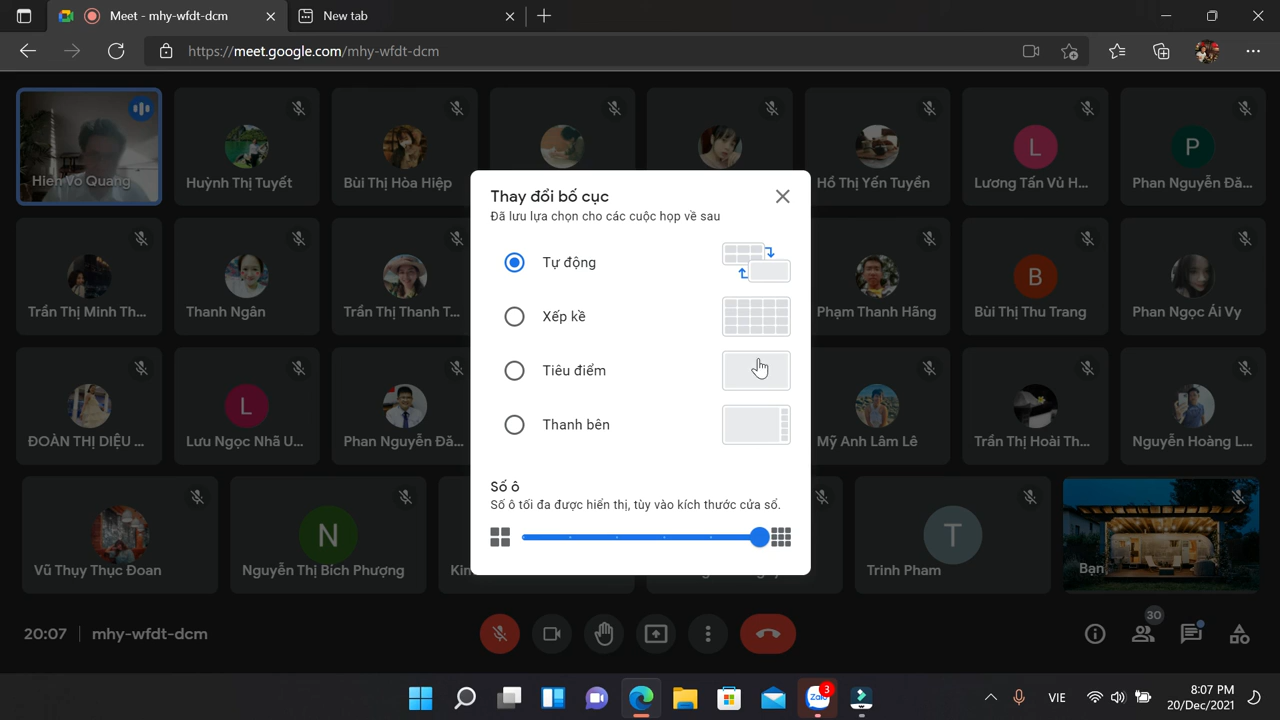 Meet - mhy-wfdt-dcm
New tab
https://meet.google.com/mhy-wfdt-dcm
Hien Vo Quang
Huỳnh Thị Tuyết
Bùi Thị Hòa Hiệp
Hồ Thị Yến Tuyền
Lương Tấn Vủ H...
L
Phan Nguyễn Đă...
P
Thay đổi bố cục
Đã lưu lựa chọn cho các cuộc họp về sau
Tự động
Xếp kề
Tiêu điểm
Thanh bên
Số ô
Số ô tối đa được hiển thị, tùy vào kích thước cửa sổ.
Trần Thị Minh Th...
Thanh Ngân
Trần Thị Thanh T...
Phạm Thanh Hãng
B
Bùi Thị Thu Trang
Phan Ngọc Ái Vy
ĐOÀN THỊ DIỆU ...
L
Lưu Ngọc Nhã U...
Phan Nguyễn Đă...
Mỹ Anh Lâm Lê
Trần Thị Hoài Th...
Nguyễn Hoàng L...
Vũ Thụy Thục Đoan
N
Nguyễn Thị Bích Phượng
T
Trinh Pham
Bạn
20:07
mhy-wfdt-dcm
30
Zalo
3
VIE
8:07 PM
20/Dec/2021